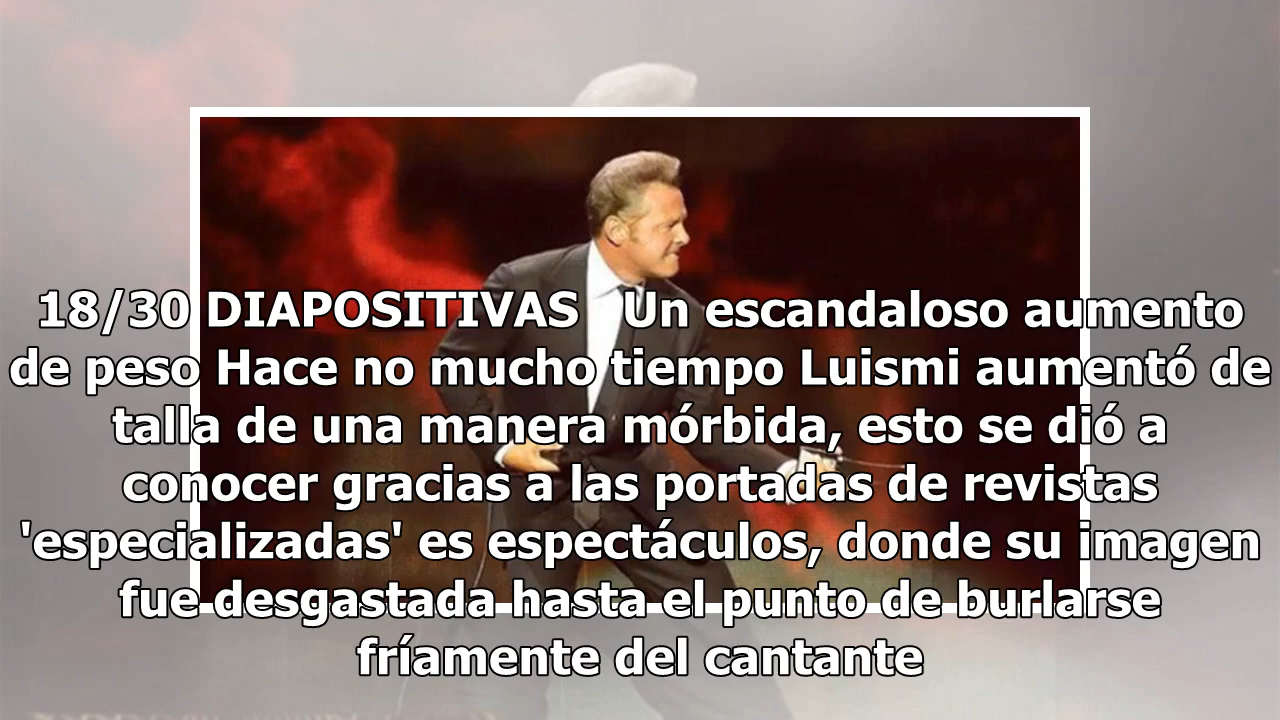 18/30 DIAPOSITIVAS   Un escandaloso aumento
de peso Hace no mucho tiempo Luismi aumentó de
talla de una manera mórbida, esto se dió a
conocer gracias a las portadas de revistas
'especializadas' es espectáculos, donde su imagen
fue desgastada hasta el punto de burlarse
fríamente del cantante